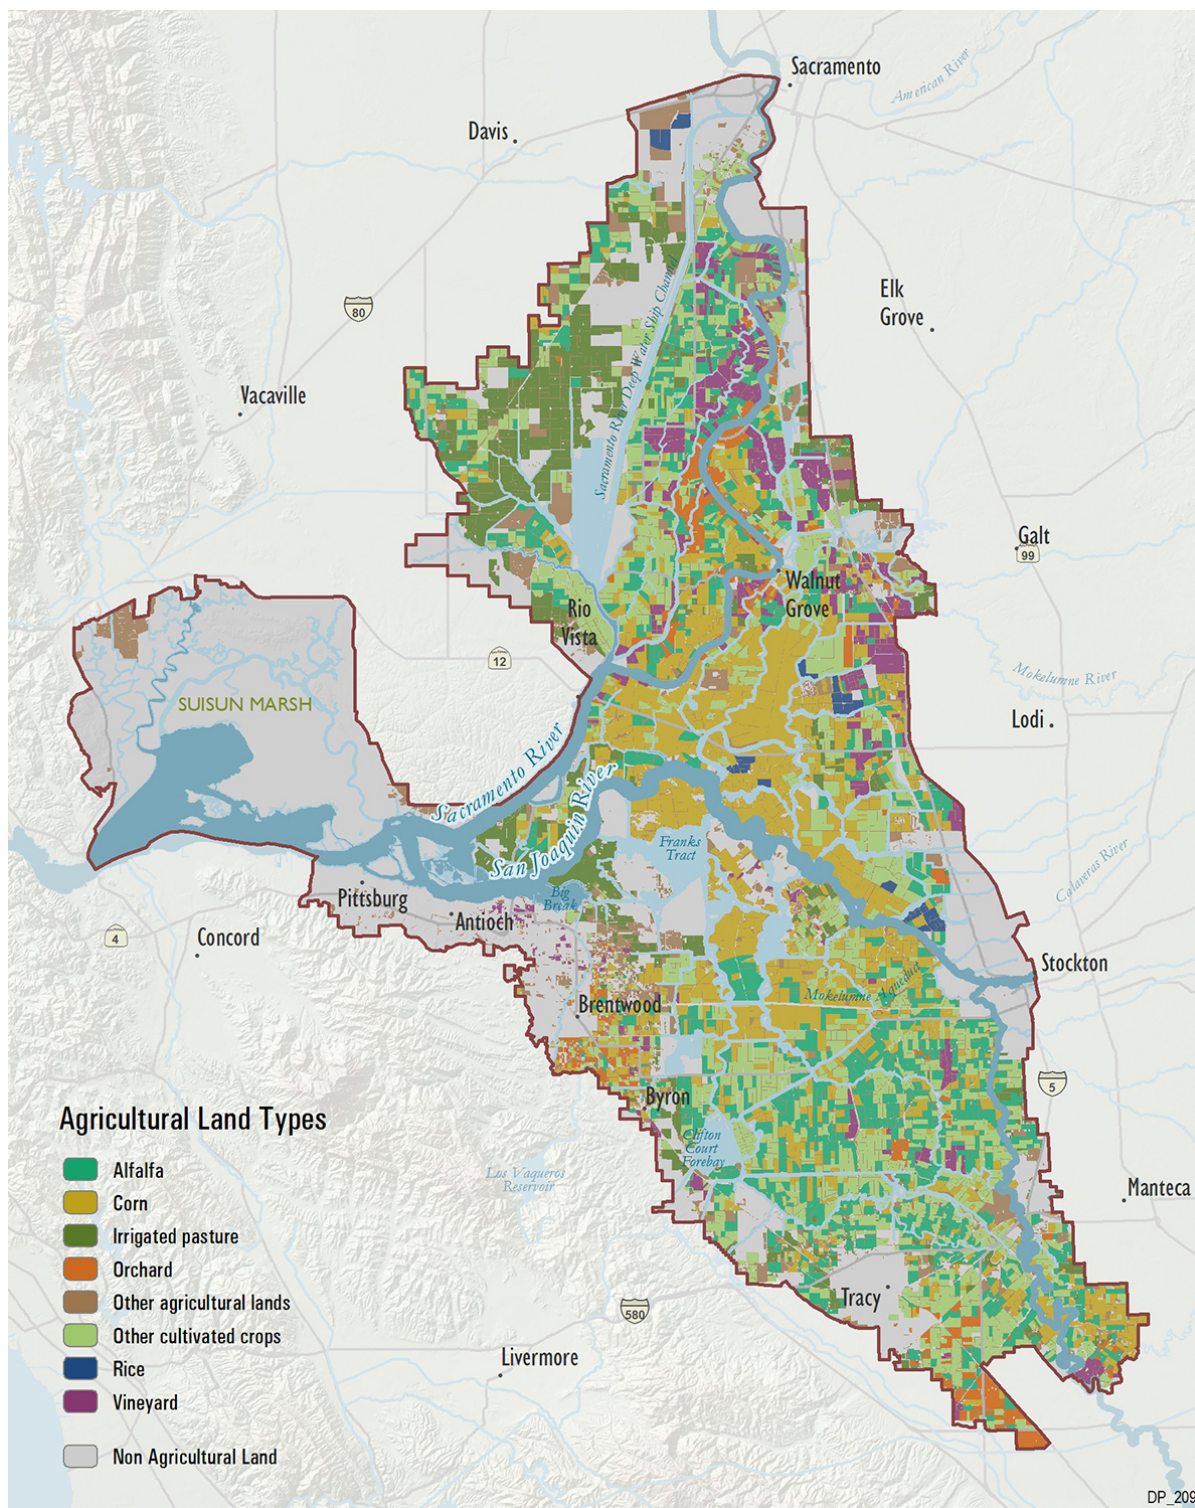 Sacramento
American River
Davis
Elk
Grove
80
Sacramento River Deep Water Ship Channel
Vacaville
Galt
99
Walnut
Grove
Rio
Vista
12
Mokelumne River
SUISUN MARSH
Lodi
Sacramento River
San Joaquin River
Franks
Tract
Calaveras River
Pittsburg
Big
Break
Antioch
4
Concord
Stockton
Mokelumne Aqueduct
Brentwood
5
Byron
Clifton
Court
Forebay
Los Vaqueros
Reservoir
Manteca
Tracy
580
Livermore
Agricultural Land Types
Alfalfa
Corn
Irrigated pasture
Orchard
Other agricultural lands
Other cultivated crops
Rice
Vineyard
Non Agricultural Land
DP_209